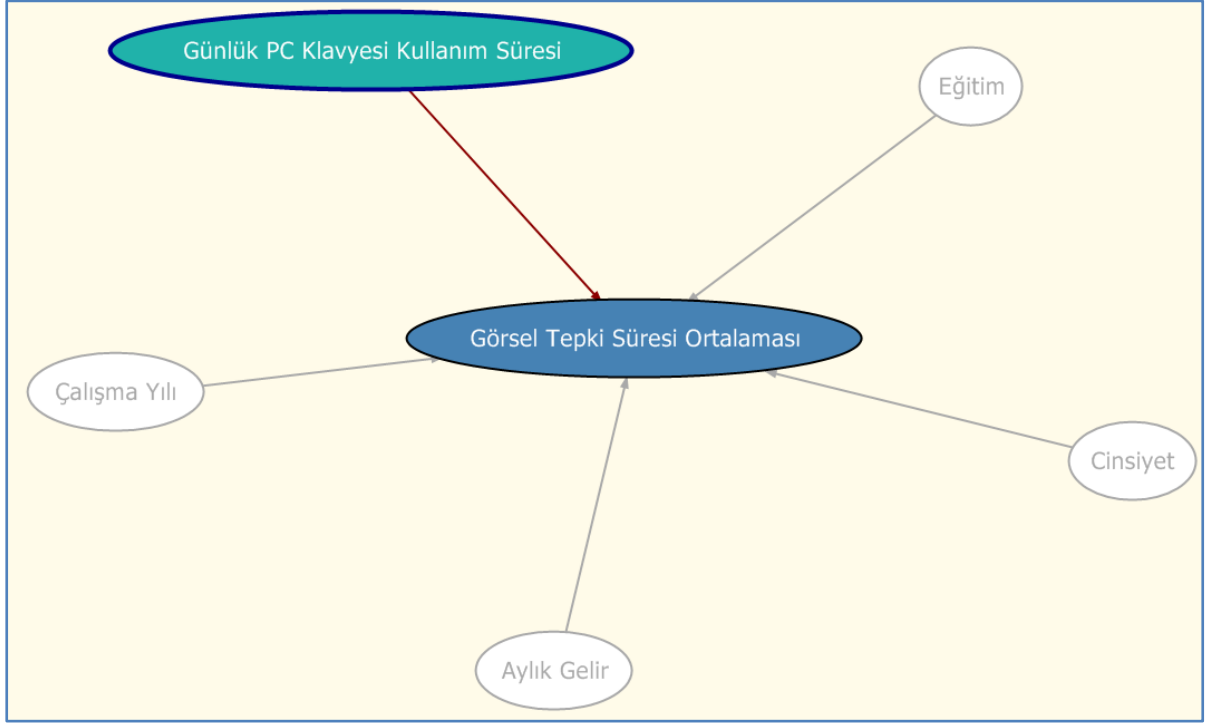 Günlük PC Klavyesi Kullanım Süresi
Eğitim
Görsel Tepki Süresi Ortalaması
Çalışma Yılı
Cinsiyet
Aylık Gelir